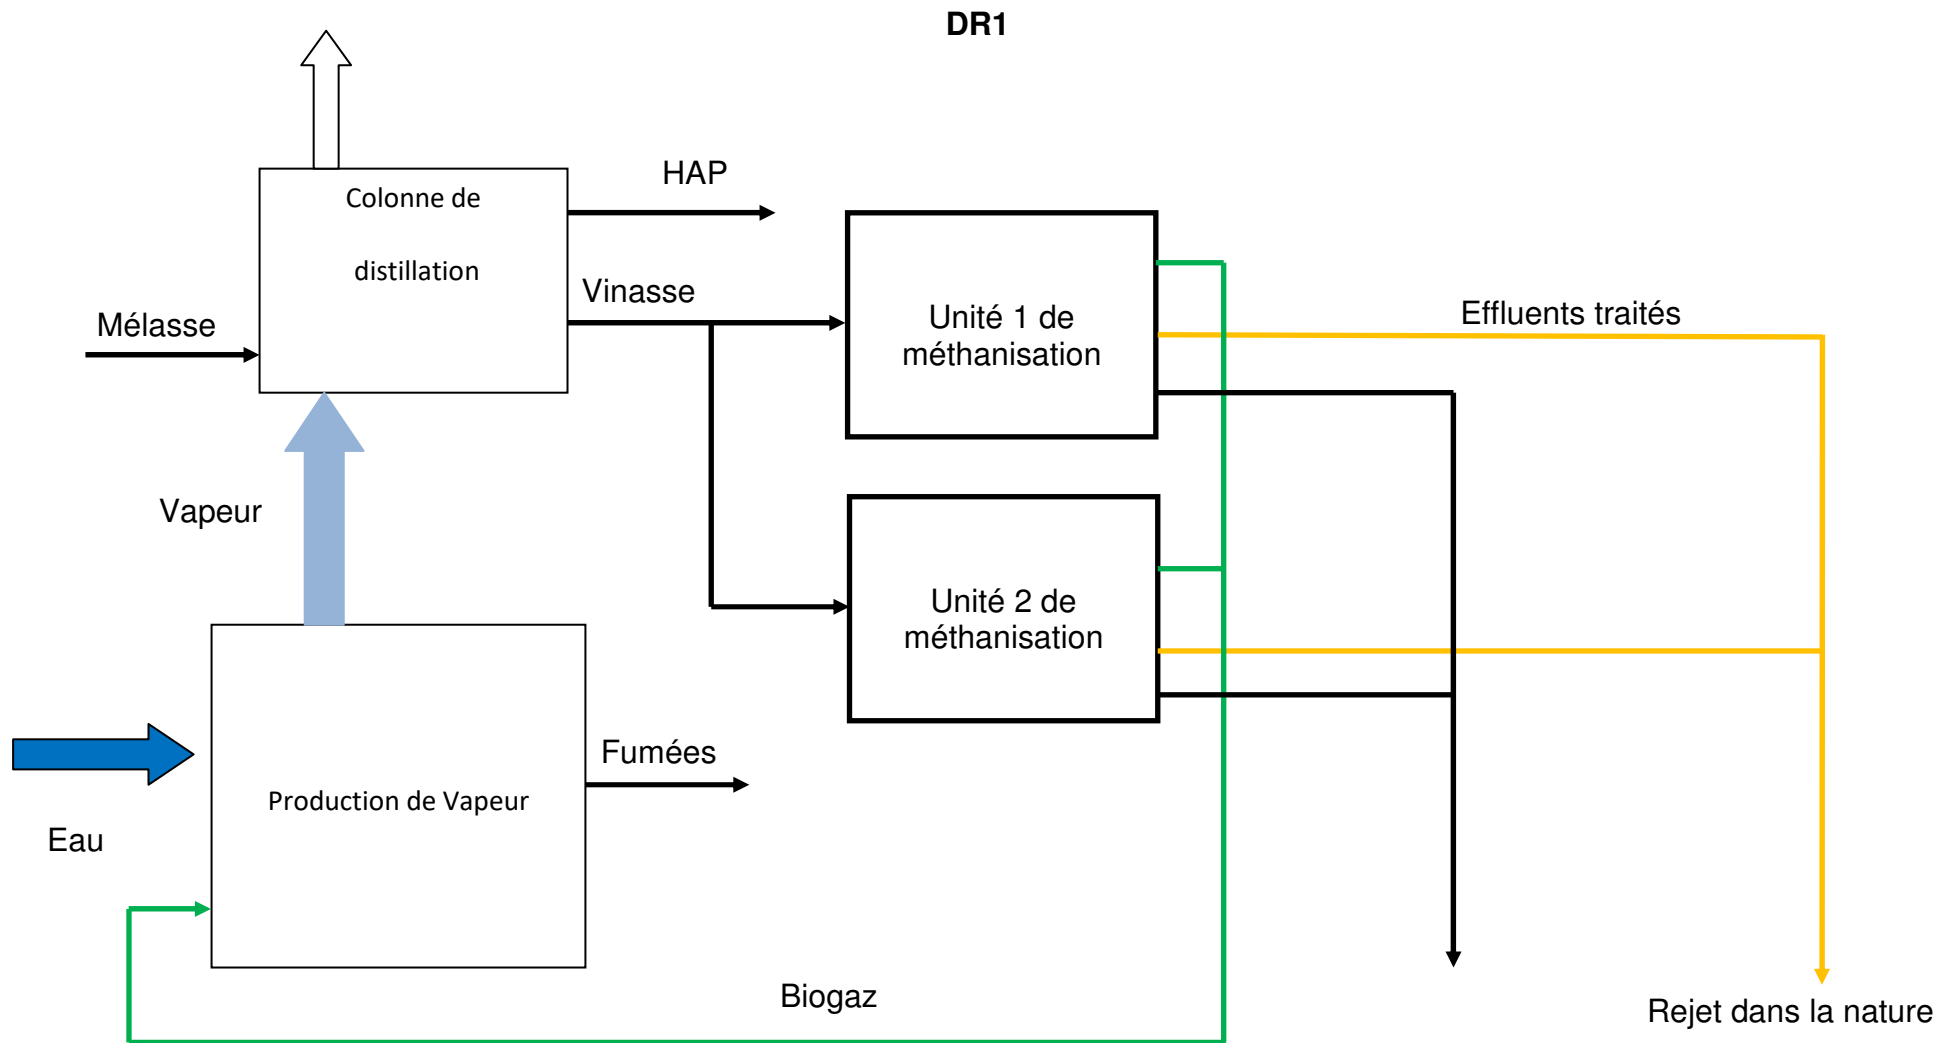 DR1
HAP
Colonne de
distillation
Vinasse
Mélasse
Unité 1 de
méthanisation
Effluents traités
Vapeur
Unité 2 de
méthanisation
Fumées
Production de Vapeur
Eau
Biogaz
Rejet dans la nature